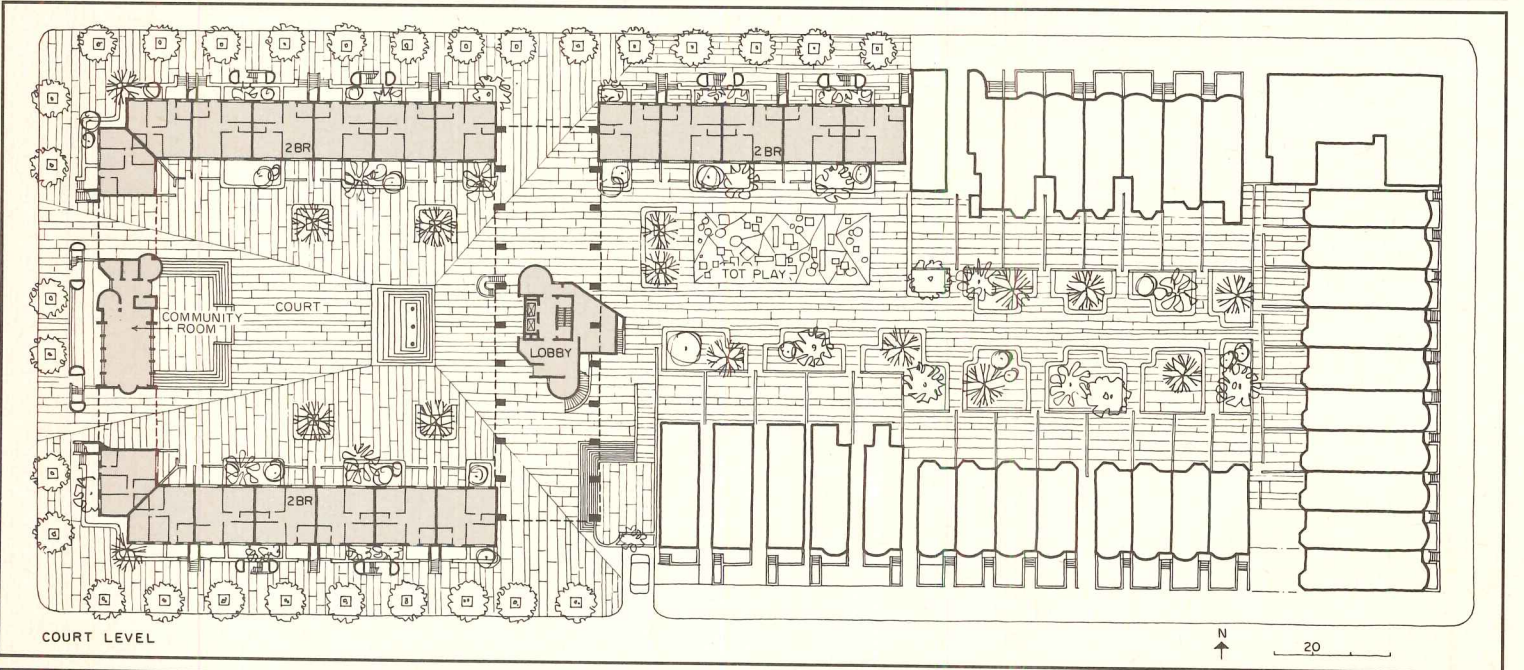 2BR
2BR
TOT PLAY
COMMUNITY
ROOM
COURT
LOBBY
2BR
COURT LEVEL
N
20